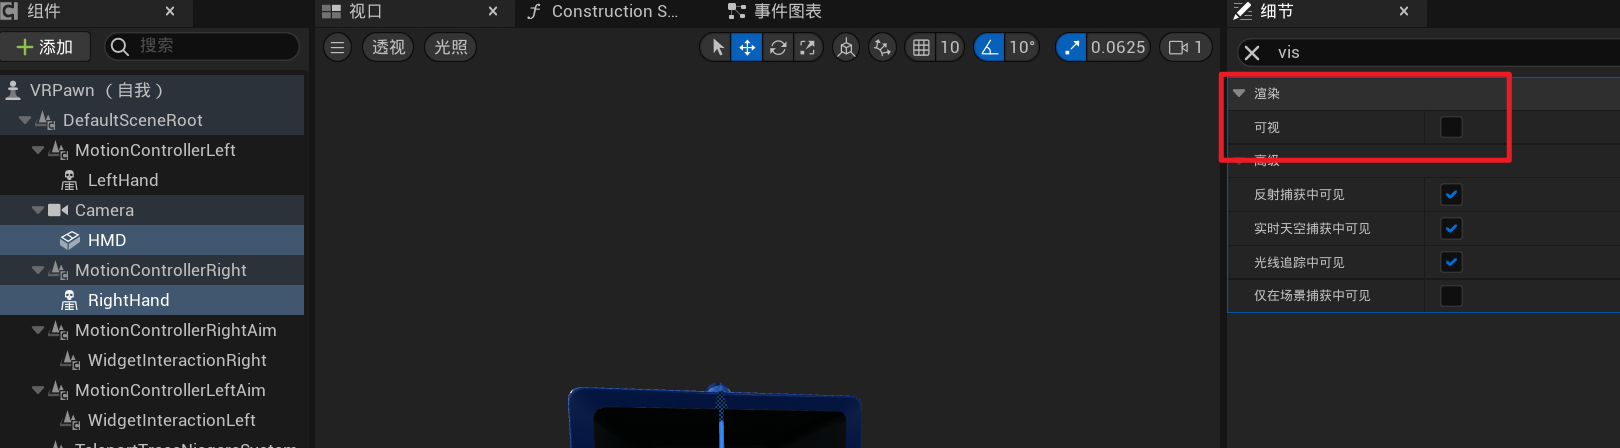 组件
视口
Construction S...
事件图表
细节
添加
搜索
透视
光照
10
10°
0.0625
1
vis
VRPawn （自我）
DefaultSceneRoot
MotionControllerLeft
LeftHand
Camera
HMD
MotionControllerRight
RightHand
MotionControllerRightAim
WidgetInteractionRight
MotionControllerLeftAim
WidgetInteractionLeft
TeleportTraceNiagaraSystem
渲染
可视
高级
反射捕获中可见
实时天空捕获中可见
光线追踪中可见
仅在场景捕获中可见